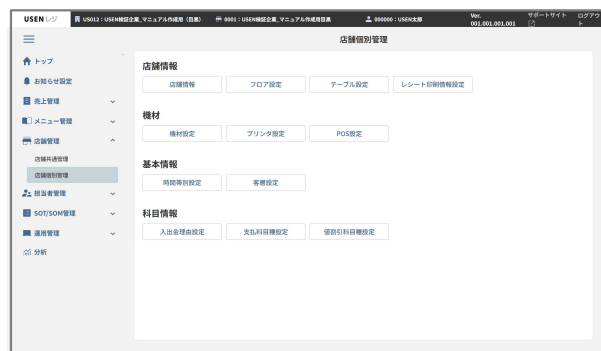 USEN レジ US012：USEN検証企業_マニュアル作成用（目黒） 0001：USEN検証企業_マニュアル作成用目黒 000000：USEN太郎 Ver. 001.001.001.001 サポートサイト ログアウト
店舗個別管理
トップ
お知らせ設定
売上管理
メニュー管理
店舗管理
店舗共通管理
店舗個別管理
担当者管理
SOT/SOM管理
運用管理
分析
店舗情報
店舗情報 フロア設定 テーブル設定 レシート印刷情報設定
機材
機材設定 プリンタ設定 POS設定
基本情報
時間帯別設定 客層設定
科目情報
入出金理由設定 支払科目種設定 値割引科目種設定